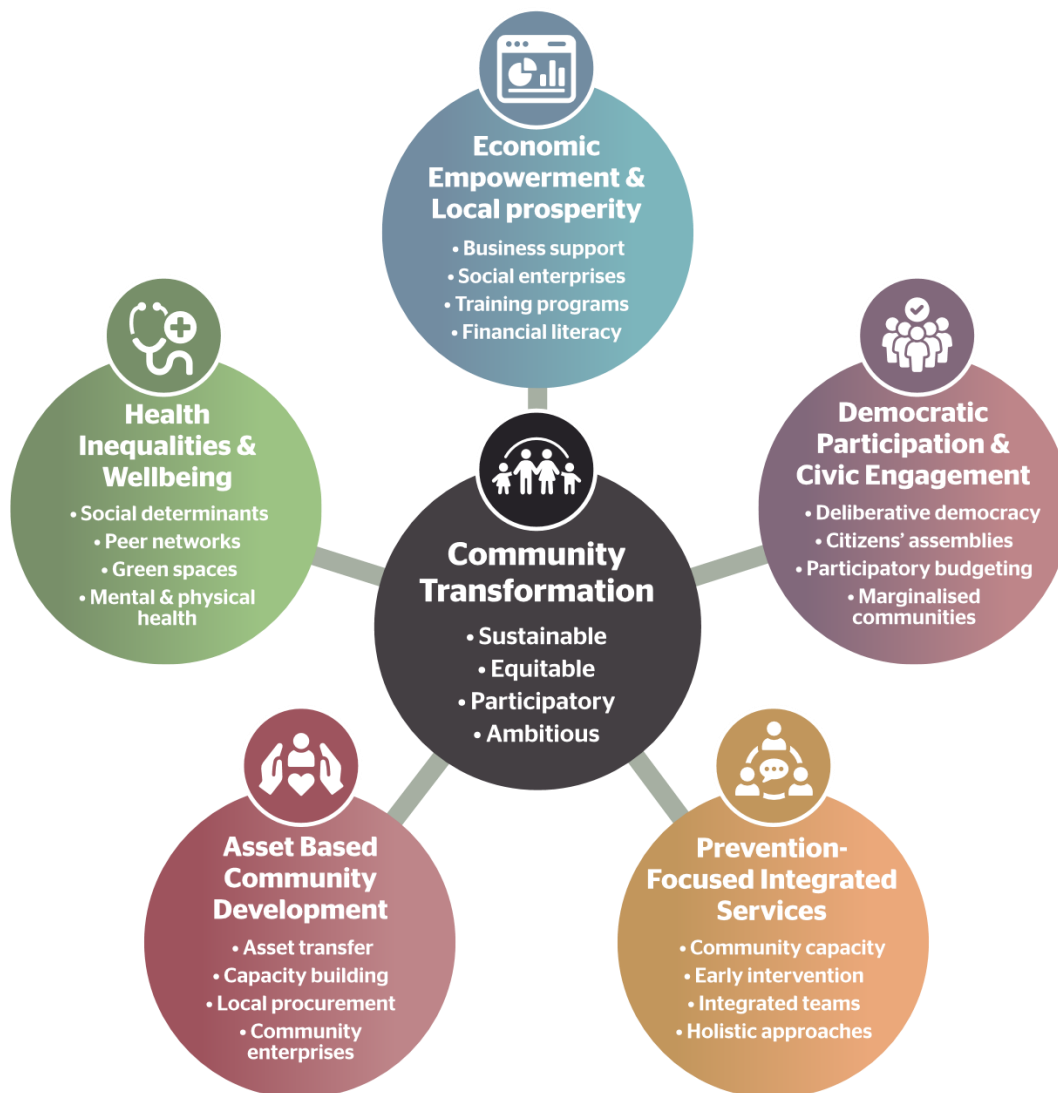 Economic
Empowerment &
Local prosperity
• Business support
• Social enterprises
• Training programs
• Financial literacy
Health
Inequalities &
Wellbeing
• Social determinants
• Peer networks
• Green spaces
• Mental & physical
health
Democratic
Participation &
Civic Engagement
• Deliberative democracy
• Citizens’ assemblies
• Participatory budgeting
• Marginalised
communities
Community
Transformation
• Sustainable
• Equitable
• Participatory
• Ambitious
Asset Based
Community
Development
• Asset transfer
• Capacity building
• Local procurement
• Community
enterprises
Prevention-
Focused Integrated
Services
• Community capacity
• Early intervention
• Integrated teams
• Holistic approaches